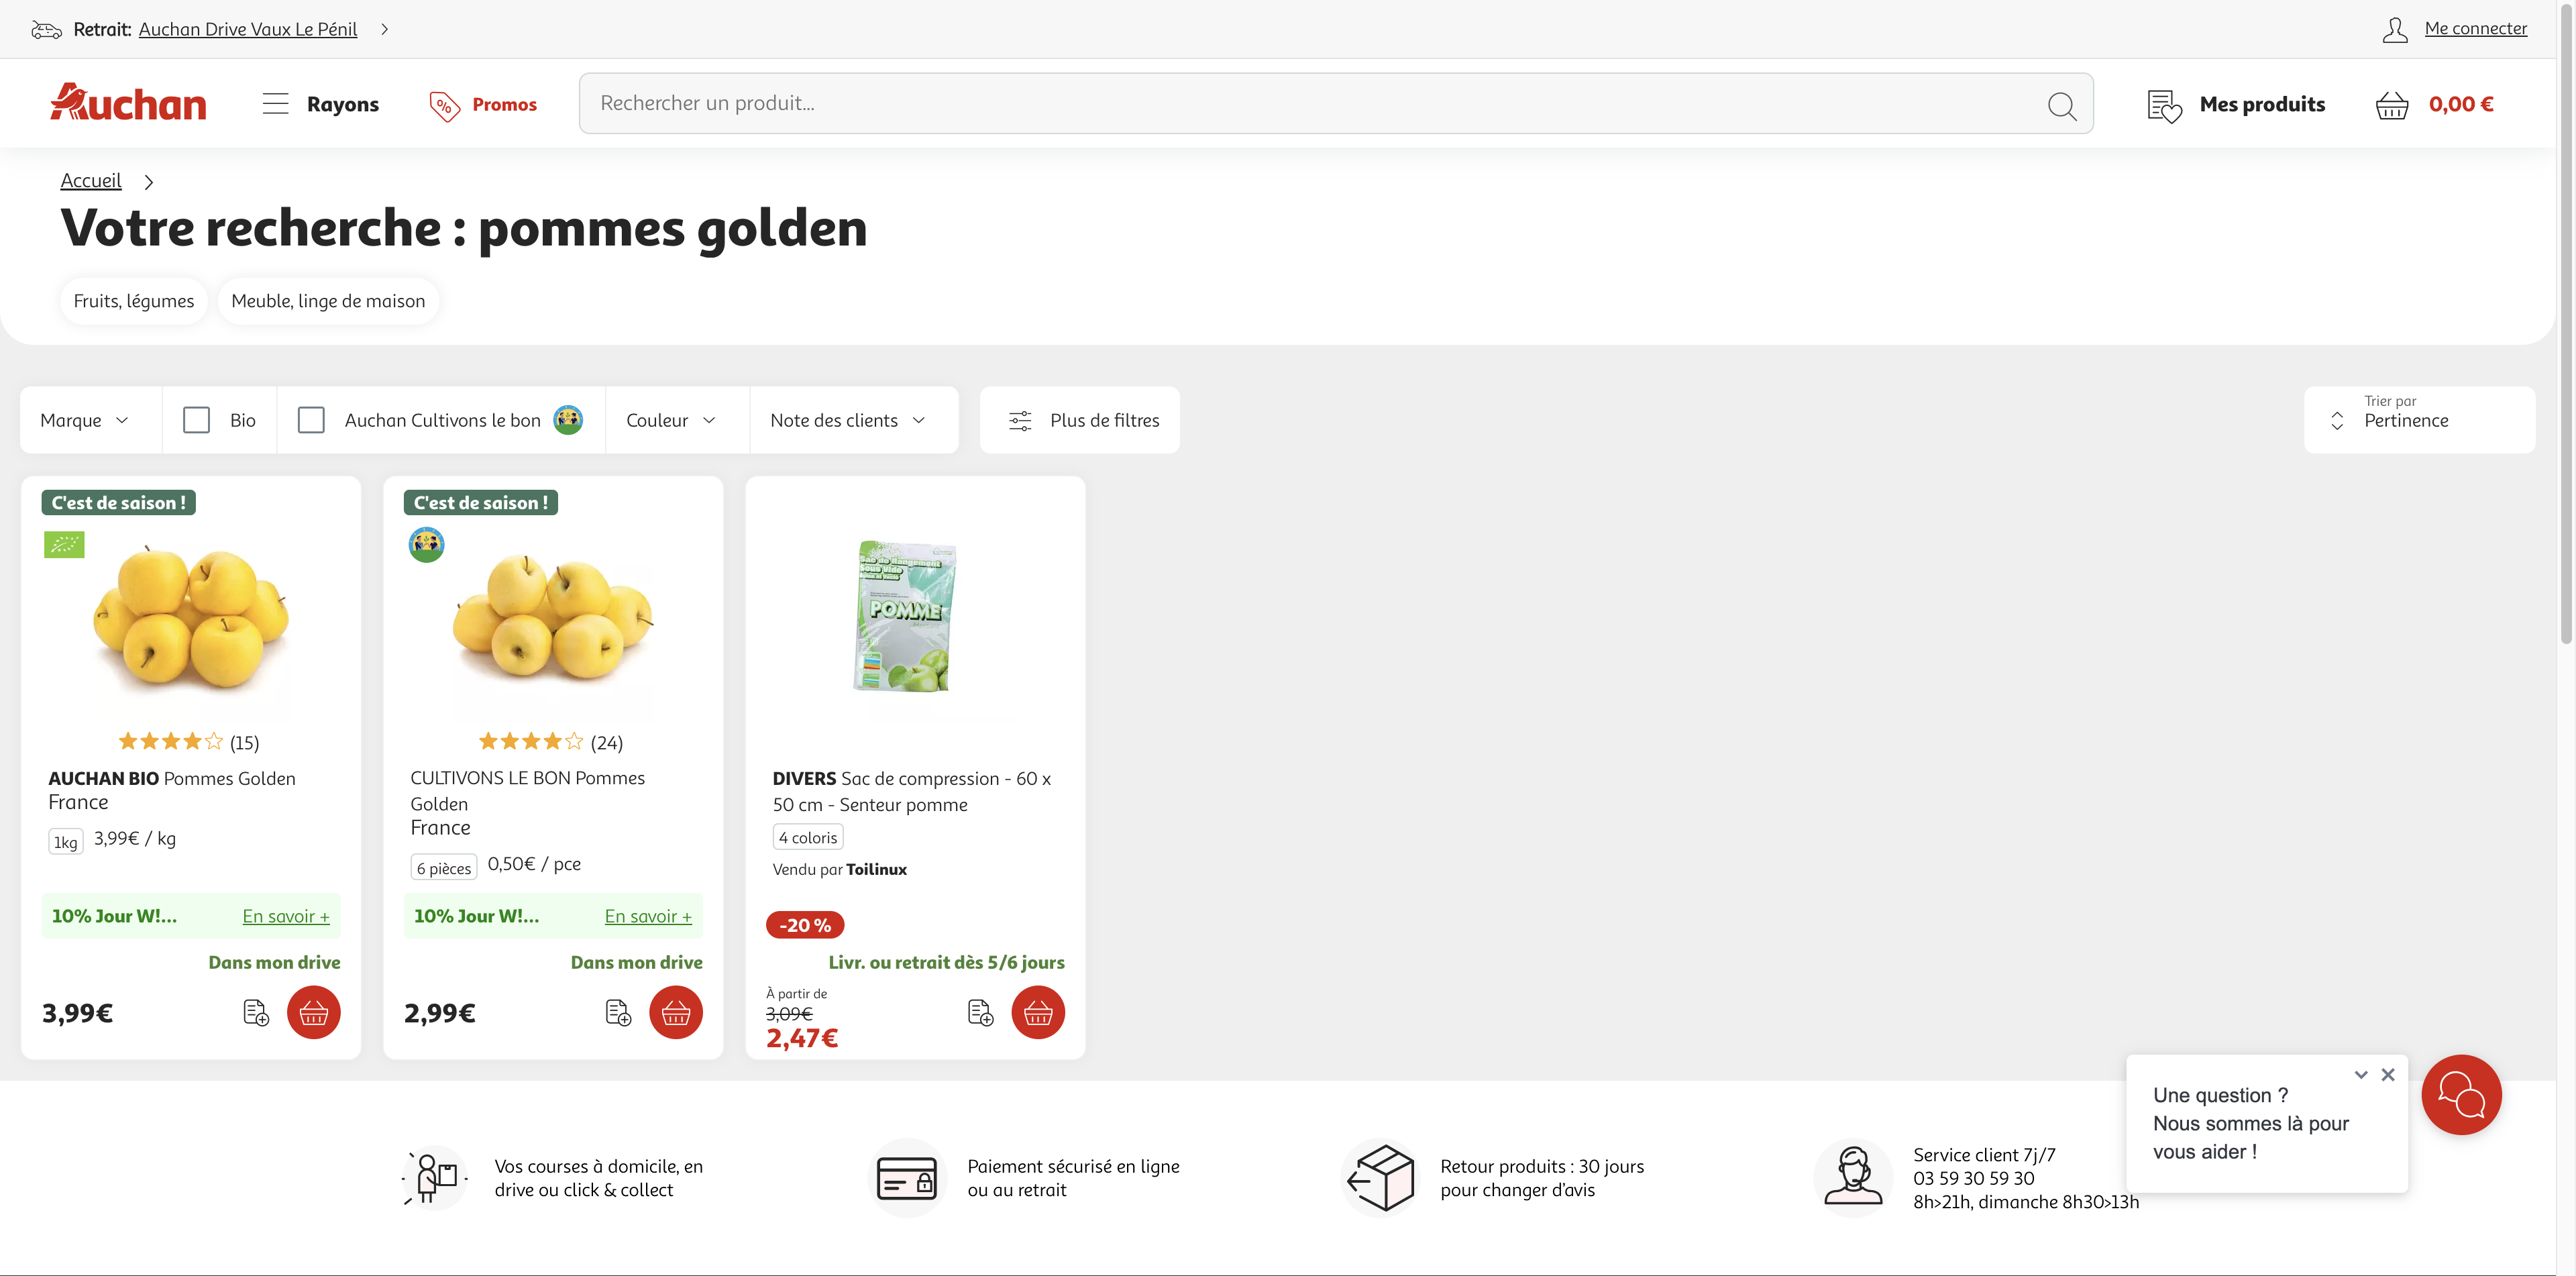 Retrait: Auchan Drive Vaux Le Pénil
Me connecter
Auchan
Rayons
Promos
Rechercher un produit...
Mes produits
0,00 €
Accueil
Votre recherche : pommes golden
Fruits, légumes
Meuble, linge de maison
Marque
Bio
Auchan Cultivons le bon
Couleur
Note des clients
Plus de filtres
Trier par
Pertinence
C'est de saison !
(15)
AUCHAN BIO Pommes Golden
France
1kg 3,99€ / kg
10% Jour W!... En savoir +
Dans mon drive
3,99€
C'est de saison !
(24)
CULTIVONS LE BON Pommes
Golden
France
6 pièces 0,50€ / pce
10% Jour W!... En savoir +
Dans mon drive
2,99€
Sac de Rangement
Sous Vide
POMME
DIVERS Sac de compression - 60 x
50 cm - Senteur pomme
4 coloris
Vendu par Toilinux
-20 %
Livr. ou retrait dès 5/6 jours
À partir de
3,09€
2,47€
Une question ?
Nous sommes là pour
vous aider !
Vos courses à domicile, en
drive ou click & collect
Paiement sécurisé en ligne
ou au retrait
Retour produits : 30 jours
pour changer d'avis
Service client 7j/7
03 59 30 59 30
8h>21h, dimanche 8h30>13h